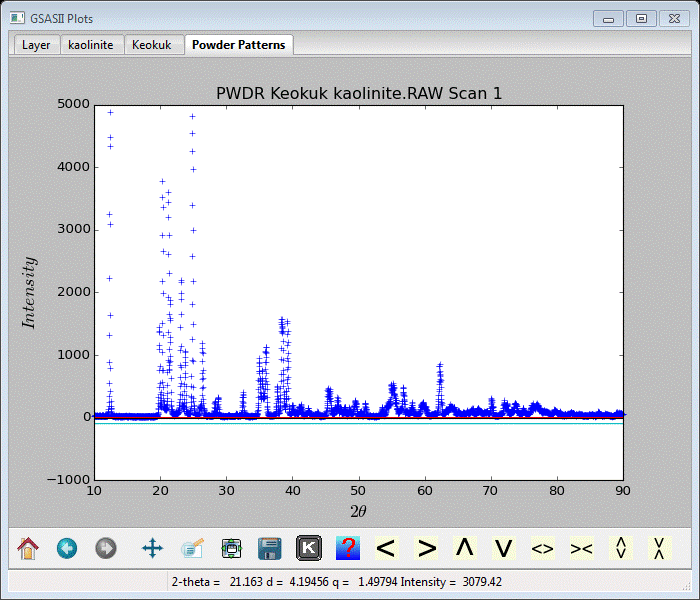 GSASII Plots
Layer kaolinite Keokuk Powder Patterns
PWDR Keokuk kaolinite.RAW Scan 1
5000
4000
3000
2000
1000
0
−1000
Intensity
10 20 30 40 50 60 70 80 90
2θ
K ? < > Λ V <> ><
2-theta = 21.163 d = 4.19456 q = 1.49794 Intensity = 3079.42